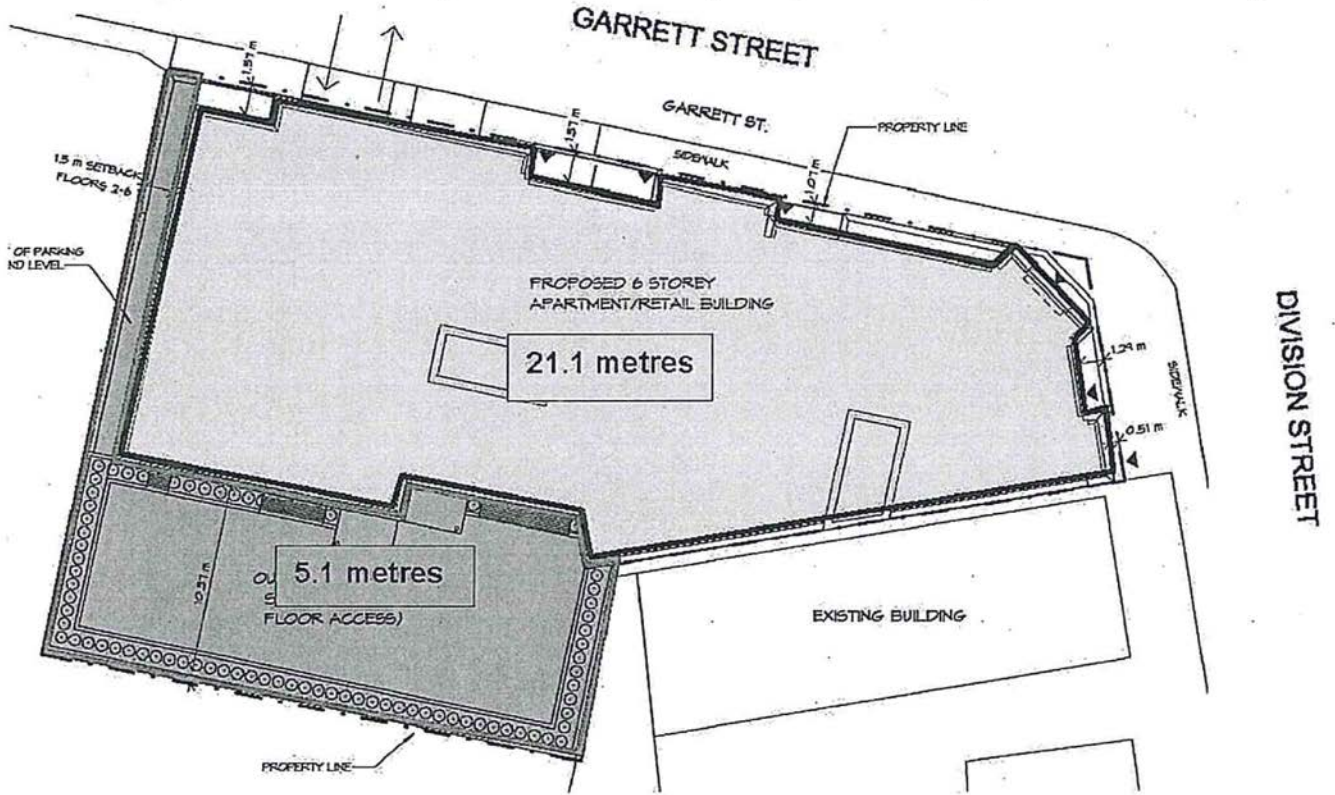 GARRETT STREET
GARRETT ST.
PROPERTY LINE
SIDEWALK
1.57 m
1.57 m
1.07 m
1.5 m SETBACK
FLOORS 2-6
OF PARKING
ND LEVEL
PROPOSED 6 STOREY
APARTMENT/RETAIL BUILDING
21.1 metres
1.29 m
SIDEWALK
0.51 m
DIVISION STREET
5.1 metres
FLOOR ACCESS)
EXISTING BUILDING
PROPERTY LINE